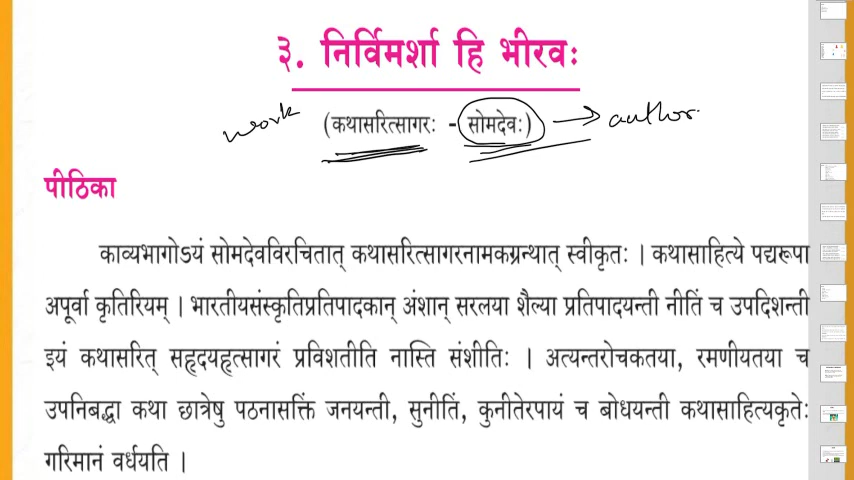 ३. निर्विमर्शा हि भीरवः
work (कथासरित्सागरः - सोमदेवः) author
पीठिका
काव्यभागोऽयं सोमदेवविरचितात् कथासरित्सागरनामकग्रन्थात् स्वीकृतः । कथासाहित्ये पद्यरूपा
अपूर्वा कृतिरियम् । भारतीयसंस्कृतिप्रतिपादकान् अंशान् सरलया शैल्या प्रतिपादयन्ती नीतिं च उपदिशन्ती
इयं कथासरित् सहृदयहृत्सागरं प्रविशतीति नास्ति संशीतिः । अत्यन्तरोचकतया, रमणीयतया च
उपनिबद्धा कथा छात्रेषु पठनासक्तिं जनयन्ती, सुनीतिं, कुनीतेरपायं च बोधयन्ती कथासाहित्यकृतेः
गरिमानं वर्धयति ।